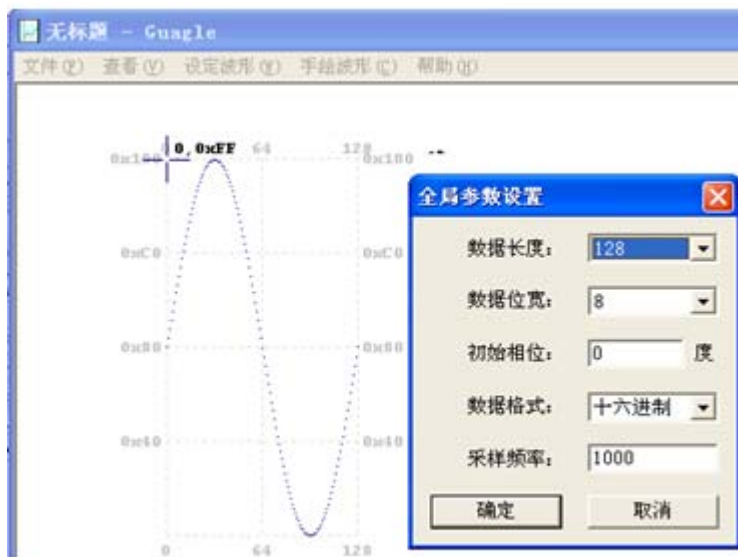 无标题 - Guagle
文件(F) 查看(V) 设定波形(E) 手绘波形(C) 帮助(H)
0,0xFF 64 128
0x100 0x100
0xC0 0xC0
0x80 0x80
0x40 0x40
0 64 128
全局参数设置
数据长度: 128
数据位宽: 8
初始相位: 0 度
数据格式: 十六进制
采样频率: 1000
确定 取消